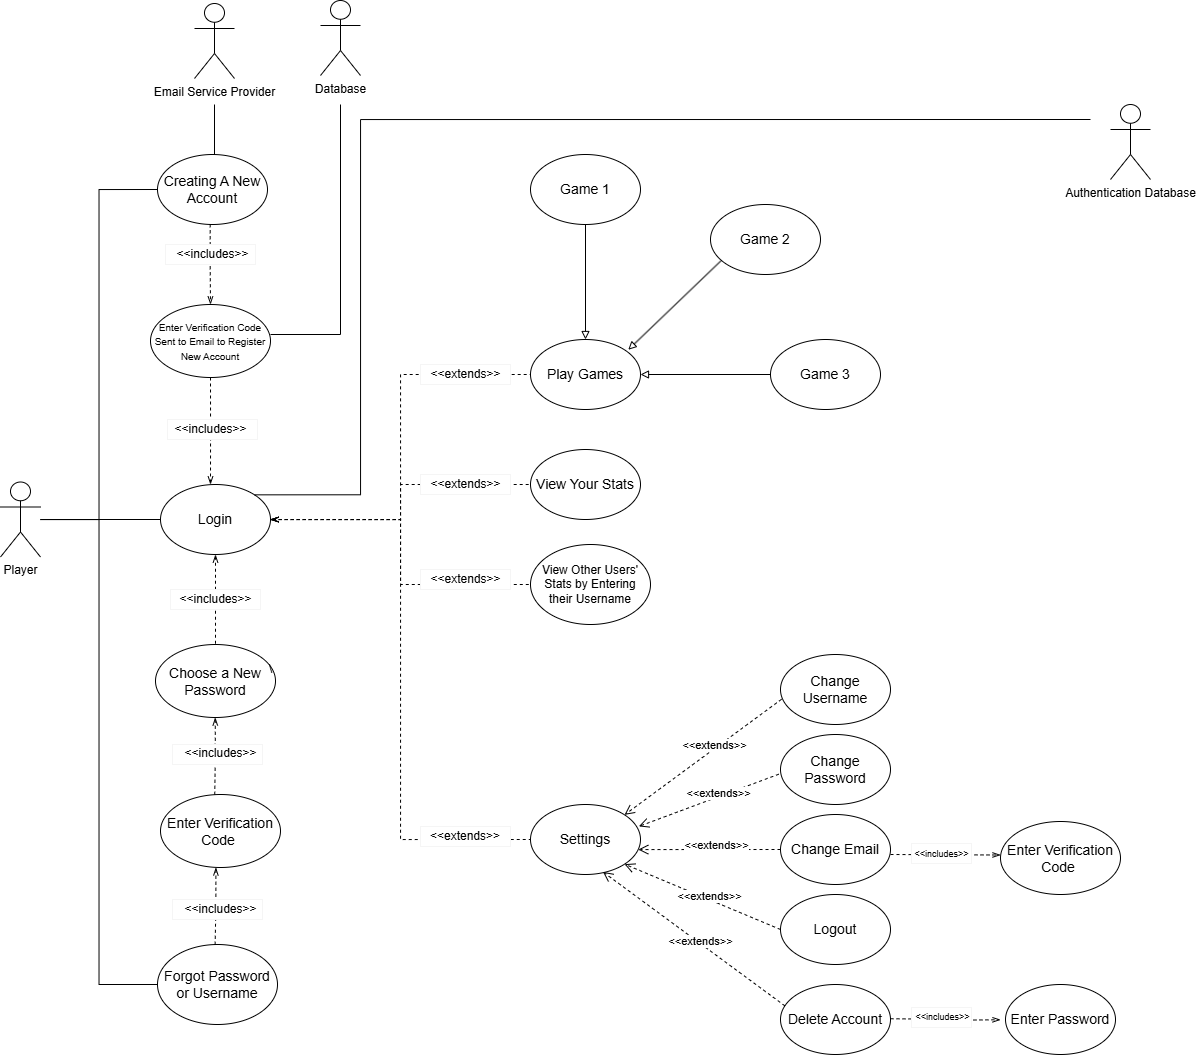 Email Service Provider
Database
Authentication Database
Creating A New
Account
Game 1
Game 2
<<includes>>
Enter Verification Code
Sent to Email to Register
New Account
<<extends>>
Play Games
Game 3
<<includes>>
<<extends>>
View Your Stats
Login
Player
<<extends>>
View Other Users'
Stats by Entering
their Username
<<includes>>
Choose a New
Password
Change
Username
<<extends>>
<<includes>>
Change
Password
<<extends>>
Enter Verification
Code
<<extends>>
Settings
<<extends>>
Change Email
<<includes>>
Enter Verification
Code
<<extends>>
<<includes>>
Logout
<<extends>>
Forgot Password
or Username
Delete Account
<<includes>>
Enter Password